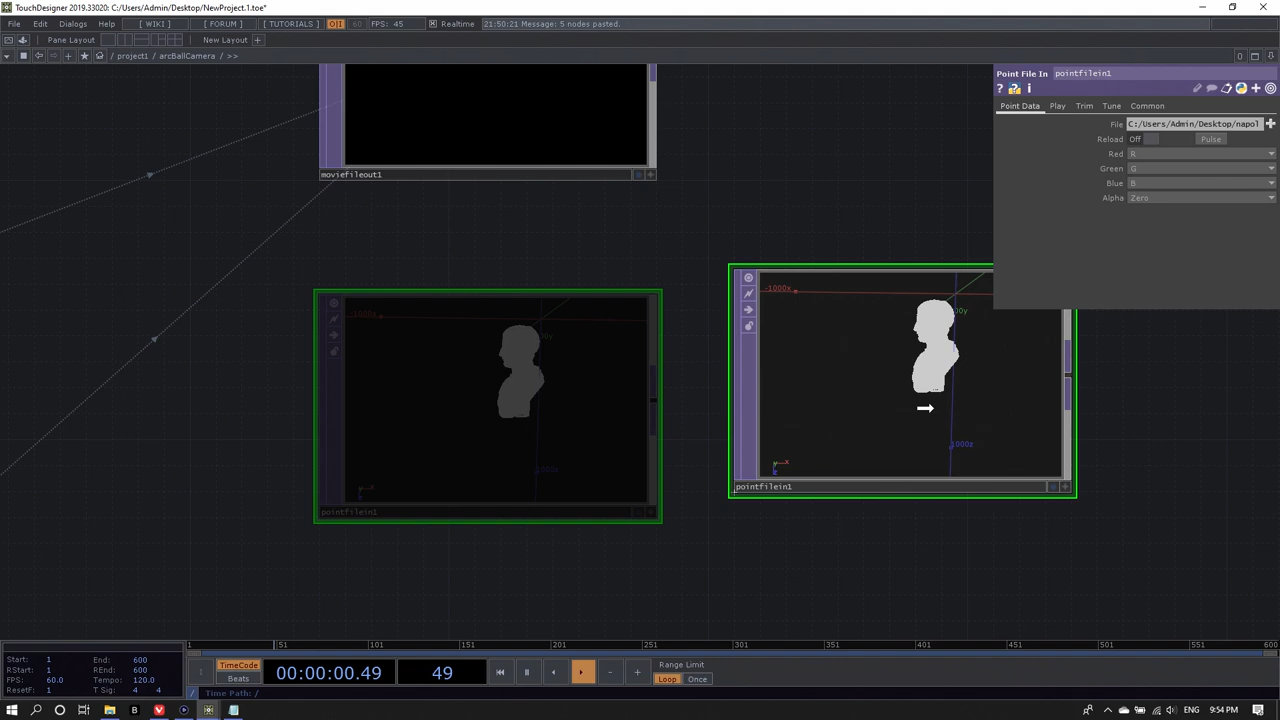 TouchDesigner 2019.33020: C:/Users/Admin/Desktop/NewProject.1.toe*
File Edit Dialogs Help [ WIKI ] [ FORUM ] [ TUTORIALS ] O|I 60 FPS: 45 Realtime 21:50:21 Message: 5 nodes pasted.
Pane Layout New Layout +
/ project1 / arcBallCamera / >> 0
Point File In pointfilein1
? i
Point Data Play Trim Tune Common
File C:/Users/Admin/Desktop/napol
Reload Off Pulse
Red R
Green G
Blue B
Alpha Zero
moviefileout1
-1000x
00y
1000z
y x
z
pointfilein1
-1000x
1000z
pointfilein1
1 51 101 151 201 251 301 351 401 451 501 551 600
Start: 1 End: 600
RStart: 1 REnd: 600
FPS: 60.0 Tempo: 120.0
ResetF: 1 T Sig: 4 4
TimeCode
Beats
00:00:00.49
49
Range Limit
Loop Once
/ Time Path: /
ENG 9:54 PM